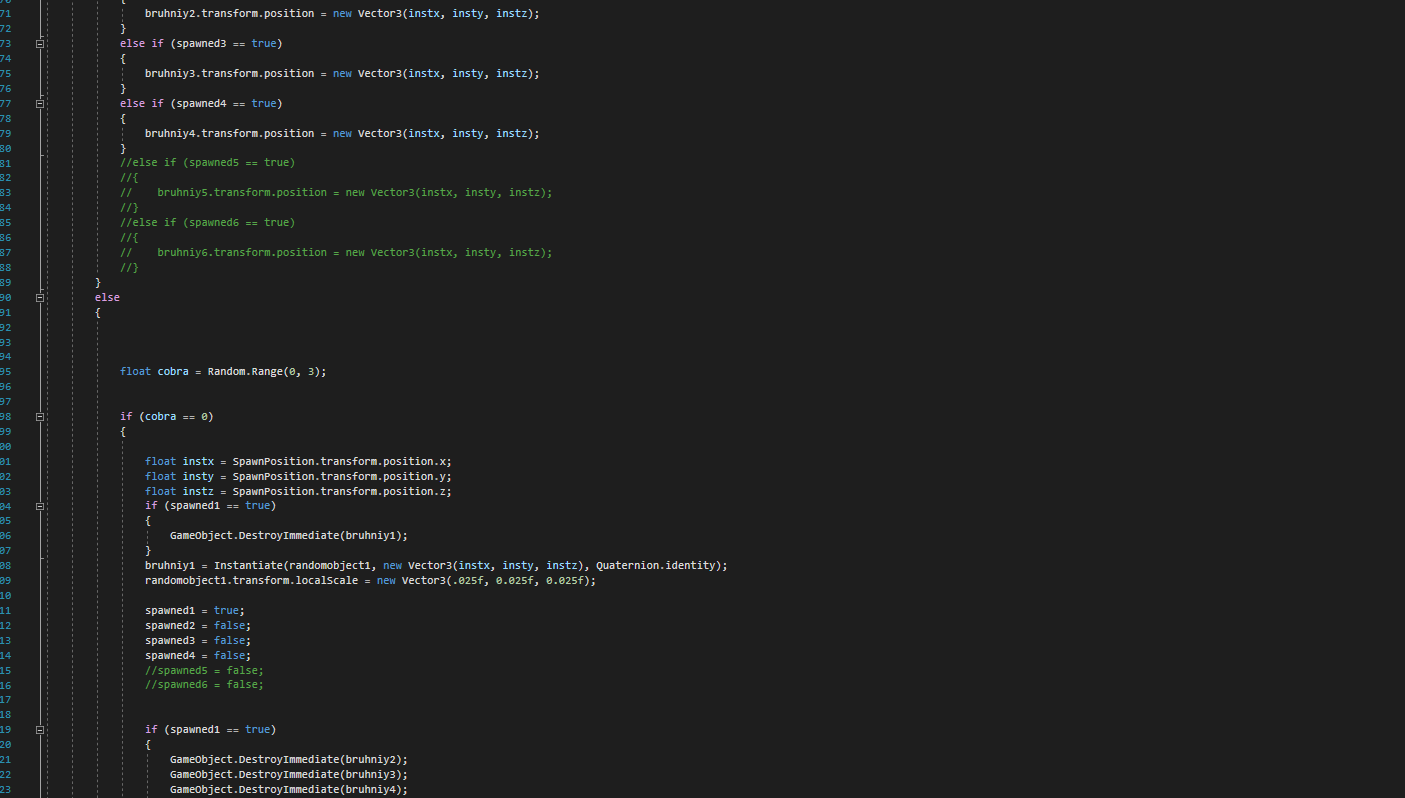 71 bruhniy2.transform.position = new Vector3(instx, insty, instz);
72 }
73 else if (spawned3 == true)
74 {
75 bruhniy3.transform.position = new Vector3(instx, insty, instz);
76 }
77 else if (spawned4 == true)
78 {
79 bruhniy4.transform.position = new Vector3(instx, insty, instz);
80 }
81 //else if (spawned5 == true)
82 //{
83 //    bruhniy5.transform.position = new Vector3(instx, insty, instz);
84 //}
85 //else if (spawned6 == true)
86 //{
87 //    bruhniy6.transform.position = new Vector3(instx, insty, instz);
88 //}
89 }
90 else
91 {
92
93
94
95 float cobra = Random.Range(0, 3);
96
97
98 if (cobra == 0)
99 {
00
01 float instx = SpawnPosition.transform.position.x;
02 float insty = SpawnPosition.transform.position.y;
03 float instz = SpawnPosition.transform.position.z;
04 if (spawned1 == true)
05 {
06 GameObject.DestroyImmediate(bruhniy1);
07 }
08 bruhniy1 = Instantiate(randomobject1, new Vector3(instx, insty, instz), Quaternion.identity);
09 randomobject1.transform.localScale = new Vector3(.025f, 0.025f, 0.025f);
10
11 spawned1 = true;
12 spawned2 = false;
13 spawned3 = false;
14 spawned4 = false;
15 //spawned5 = false;
16 //spawned6 = false;
17
18
19 if (spawned1 == true)
20 {
21 GameObject.DestroyImmediate(bruhniy2);
22 GameObject.DestroyImmediate(bruhniy3);
23 GameObject.DestroyImmediate(bruhniy4);